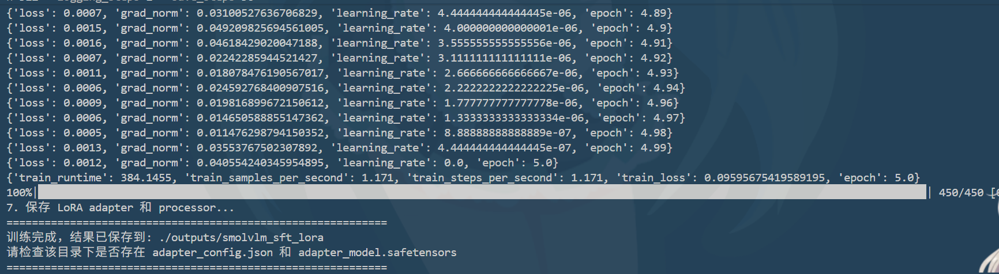 {'loss': 0.0007, 'grad_norm': 0.03100527636706829, 'learning_rate': 4.444444444444445e-06, 'epoch': 4.89}
{'loss': 0.0015, 'grad_norm': 0.049209825694561005, 'learning_rate': 4.000000000000001e-06, 'epoch': 4.9}
{'loss': 0.0016, 'grad_norm': 0.04618429020047188, 'learning_rate': 3.555555555555556e-06, 'epoch': 4.91}
{'loss': 0.0007, 'grad_norm': 0.02242285944521427, 'learning_rate': 3.111111111111111e-06, 'epoch': 4.92}
{'loss': 0.0011, 'grad_norm': 0.018078476190567017, 'learning_rate': 2.666666666666667e-06, 'epoch': 4.93}
{'loss': 0.0006, 'grad_norm': 0.024592768400907516, 'learning_rate': 2.2222222222222225e-06, 'epoch': 4.94}
{'loss': 0.0009, 'grad_norm': 0.019816899672150612, 'learning_rate': 1.777777777777778e-06, 'epoch': 4.96}
{'loss': 0.0006, 'grad_norm': 0.014650588855147362, 'learning_rate': 1.3333333333333334e-06, 'epoch': 4.97}
{'loss': 0.0005, 'grad_norm': 0.011476298794150352, 'learning_rate': 8.88888888888889e-07, 'epoch': 4.98}
{'loss': 0.0013, 'grad_norm': 0.03553767502307892, 'learning_rate': 4.444444444444445e-07, 'epoch': 4.99}
{'loss': 0.0012, 'grad_norm': 0.040554240345954895, 'learning_rate': 0.0, 'epoch': 5.0}
{'train_runtime': 384.1455, 'train_samples_per_second': 1.171, 'train_steps_per_second': 1.171, 'train_loss': 0.09595675419589195, 'epoch': 5.0}
100%| | 450/450 [
7. 保存 LoRA adapter 和 processor...
============================================================
训练完成，结果已保存到: ./outputs/smolvlm_sft_lora
请检查该目录下是否存在 adapter_config.json 和 adapter_model.safetensors
============================================================